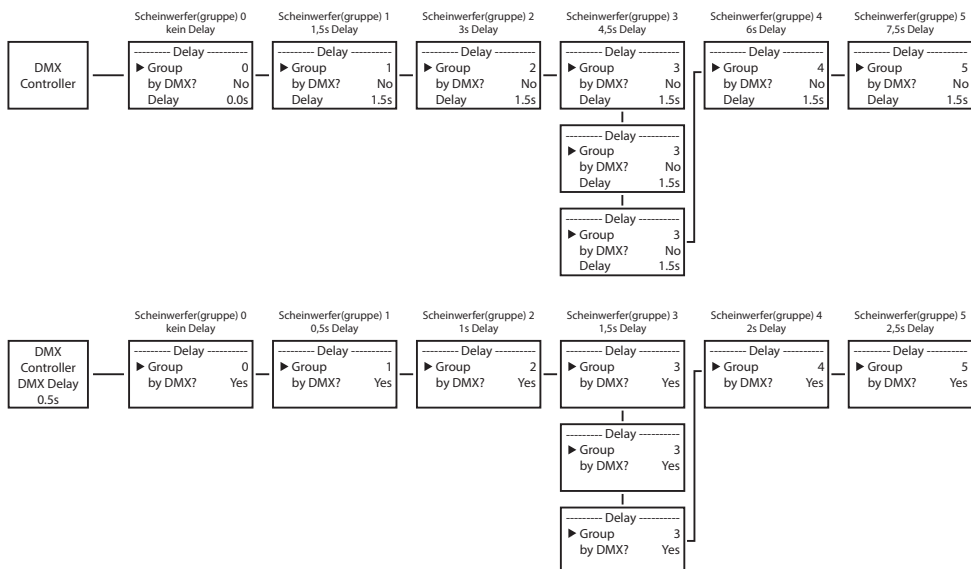 Scheinwerfer(gruppe) 0
kein Delay
Scheinwerfer(gruppe) 1
1,5s Delay
Scheinwerfer(gruppe) 2
3s Delay
Scheinwerfer(gruppe) 3
4,5s Delay
Scheinwerfer(gruppe) 4
6s Delay
Scheinwerfer(gruppe) 5
7,5s Delay
DMX
Controller
--------- Delay ----------
▶ Group 0
by DMX? No
Delay 0.0s
--------- Delay ----------
▶ Group 1
by DMX? No
Delay 1.5s
--------- Delay ----------
▶ Group 2
by DMX? No
Delay 1.5s
--------- Delay ----------
▶ Group 3
by DMX? No
Delay 1.5s
--------- Delay ----------
▶ Group 4
by DMX? No
Delay 1.5s
--------- Delay ----------
▶ Group 5
by DMX? No
Delay 1.5s
--------- Delay ----------
▶ Group 3
by DMX? No
Delay 1.5s
--------- Delay ----------
▶ Group 3
by DMX? No
Delay 1.5s
Scheinwerfer(gruppe) 0
kein Delay
Scheinwerfer(gruppe) 1
0,5s Delay
Scheinwerfer(gruppe) 2
1s Delay
Scheinwerfer(gruppe) 3
1,5s Delay
Scheinwerfer(gruppe) 4
2s Delay
Scheinwerfer(gruppe) 5
2,5s Delay
DMX
Controller
DMX Delay
0.5s
--------- Delay ----------
▶ Group 0
by DMX? Yes
--------- Delay ----------
▶ Group 1
by DMX? Yes
--------- Delay ----------
▶ Group 2
by DMX? Yes
--------- Delay ----------
▶ Group 3
by DMX? Yes
--------- Delay ----------
▶ Group 4
by DMX? Yes
--------- Delay ----------
▶ Group 5
by DMX? Yes
--------- Delay ----------
▶ Group 3
by DMX? Yes
--------- Delay ----------
▶ Group 3
by DMX? Yes